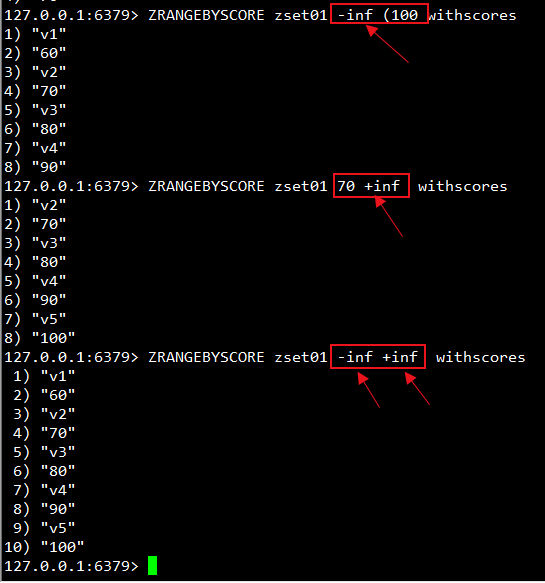 127.0.0.1:6379> ZRANGEBYSCORE zset01 -inf (100 withscores
1) "v1"
2) "60"
3) "v2"
4) "70"
5) "v3"
6) "80"
7) "v4"
8) "90"
127.0.0.1:6379> ZRANGEBYSCORE zset01 70 +inf withscores
1) "v2"
2) "70"
3) "v3"
4) "80"
5) "v4"
6) "90"
7) "v5"
8) "100"
127.0.0.1:6379> ZRANGEBYSCORE zset01 -inf +inf withscores
1) "v1"
2) "60"
3) "v2"
4) "70"
5) "v3"
6) "80"
7) "v4"
8) "90"
9) "v5"
10) "100"
127.0.0.1:6379>